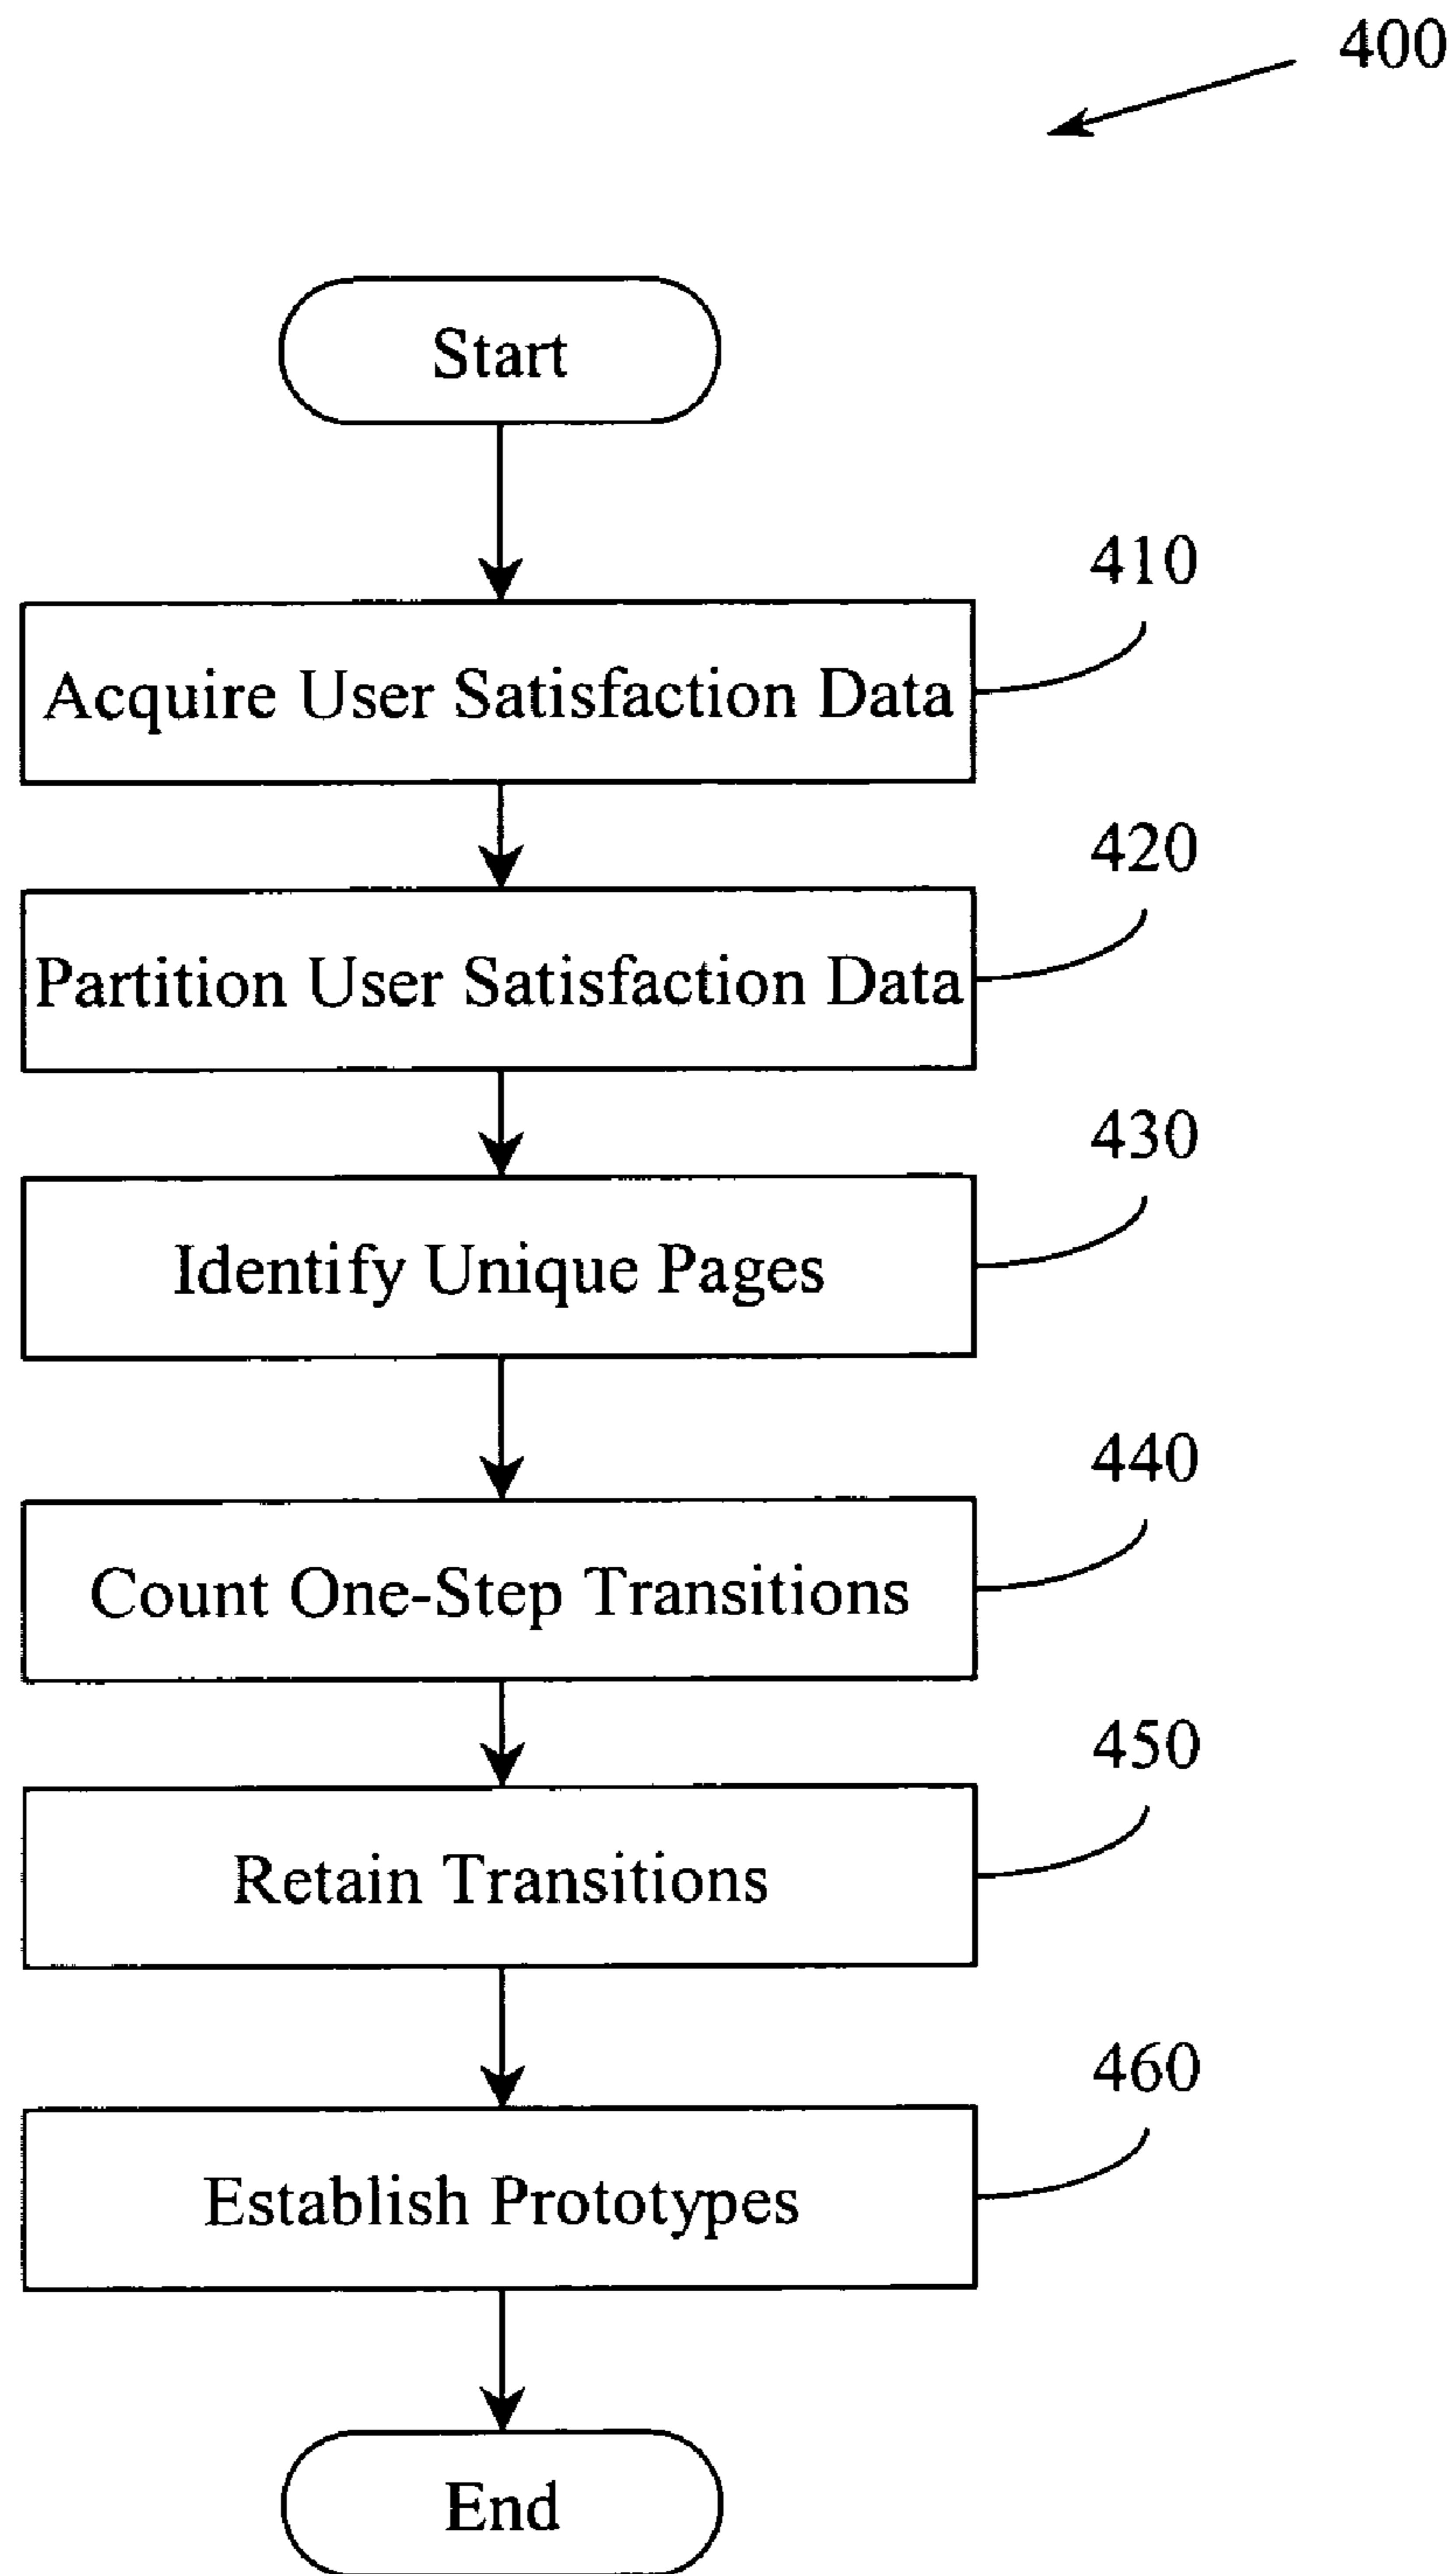 400
Start
410
Acquire User Satisfaction Data
420
Partition User Satisfaction Data
430
Identify Unique Pages
440
Count One-Step Transitions
450
Retain Transitions
460
Establish Prototypes
End